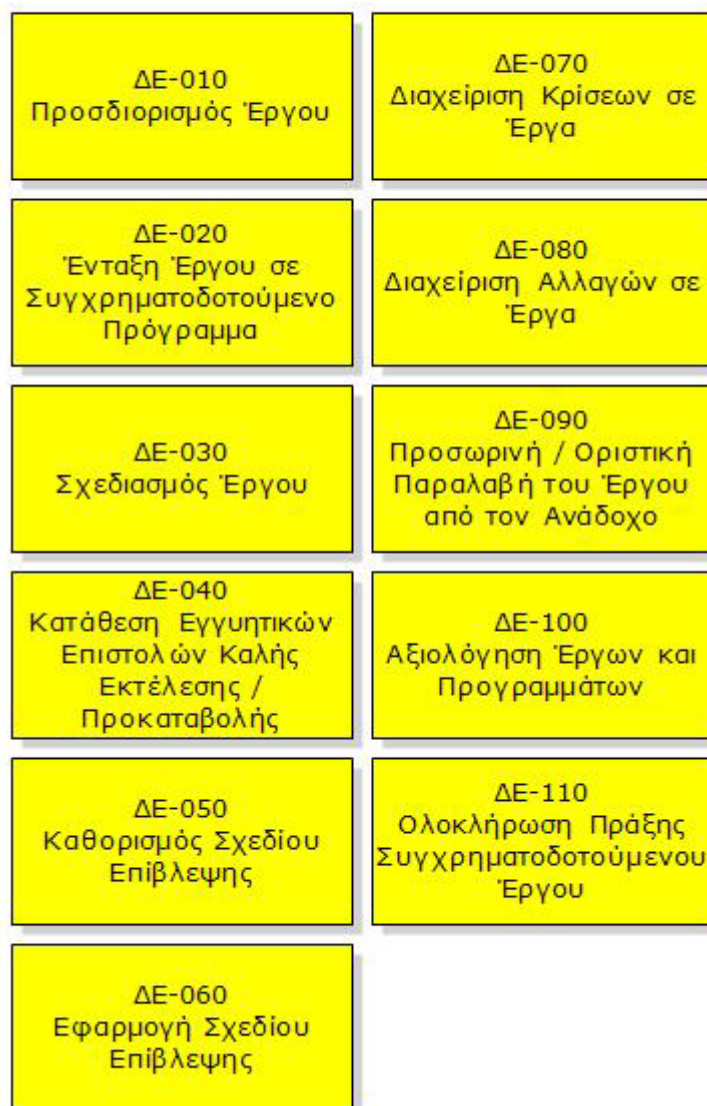 ΔΕ-010
Προσδιορισμός Έργου
ΔΕ-020
Ένταξη Έργου σε
Συγχρηματοδοτούμενο
Πρόγραμμα
ΔΕ-030
Σχεδιασμός Έργου
ΔΕ-040
Κατάθεση Εγγυητικών
Επιστολών Καλής
Εκτέλεσης /
Προκαταβολής
ΔΕ-050
Καθορισμός Σχεδίου
Επίβλεψης
ΔΕ-060
Εφαρμογή Σχεδίου
Επίβλεψης
ΔΕ-070
Διαχείριση Κρίσεων σε
Έργα
ΔΕ-080
Διαχείριση Αλλαγών σε
Έργα
ΔΕ-090
Προσωρινή / Οριστική
Παραλαβή του Έργου
από τον Ανάδοχο
ΔΕ-100
Αξιολόγηση Έργων και
Προγραμμάτων
ΔΕ-110
Ολοκλήρωση Πράξης
Συγχρηματοδοτούμενου
Έργου